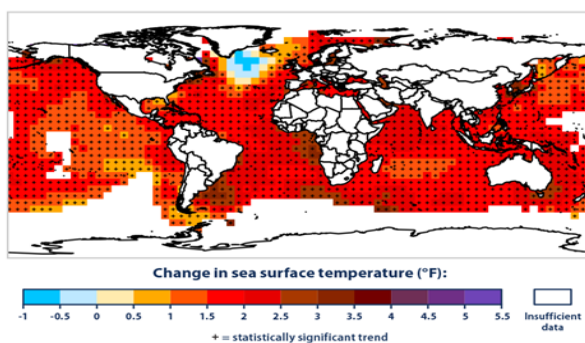 Change in sea surface temperature (°F):
-1 -0.5 0 0.5 1 1.5 2 2.5 3 3.5 4 4.5 5 5.5
Insufficient
data
+ = statistically significant trend